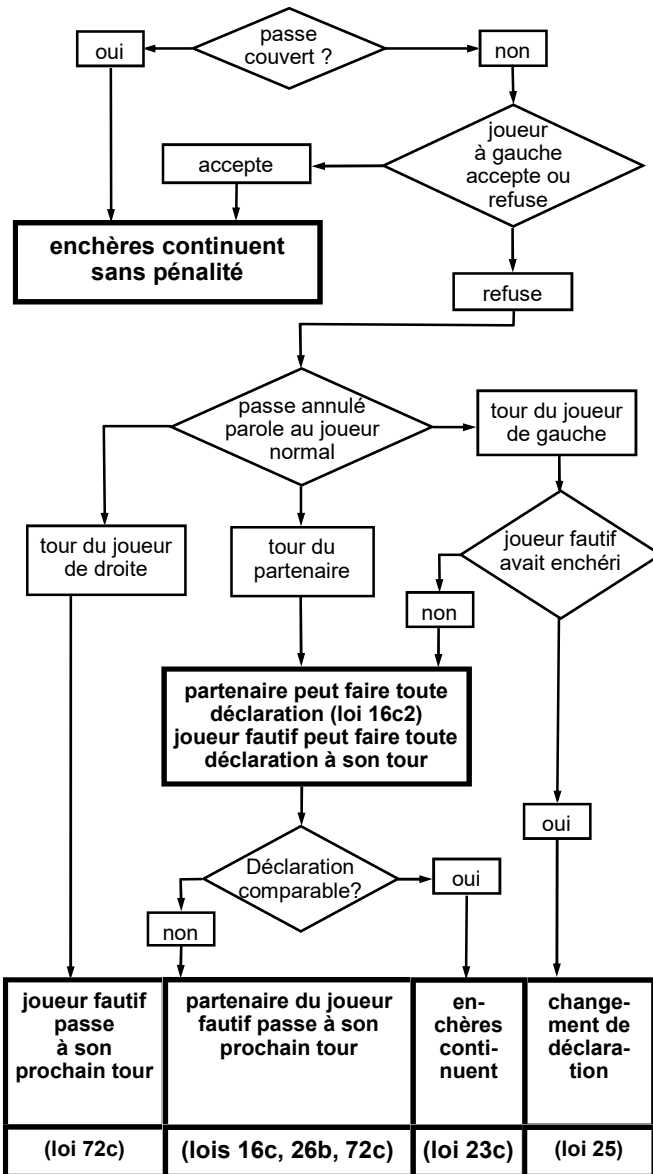 passe
couvert ?
oui
non
joueur
à gauche
accepte ou
refuse
accepte
enchères continuent
sans pénalité
refuse
passe annulé
parole au joueur
normal
tour du joueur
de gauche
tour du joueur
de droite
tour du
partenaire
joueur fautif
avait enchéri
non
partenaire peut faire toute
déclaration (loi 16c2)
joueur fautif peut faire toute
déclaration à son tour
oui
Déclaration
comparable?
oui
non
joueur fautif
passe
à son
prochain tour
partenaire du joueur
fautif passe à son
prochain tour
en-
chères
conti-
nuent
change-
ment de
déclara-
tion
(loi 72c)
(lois 16c, 26b, 72c)
(loi 23c)
(loi 25)